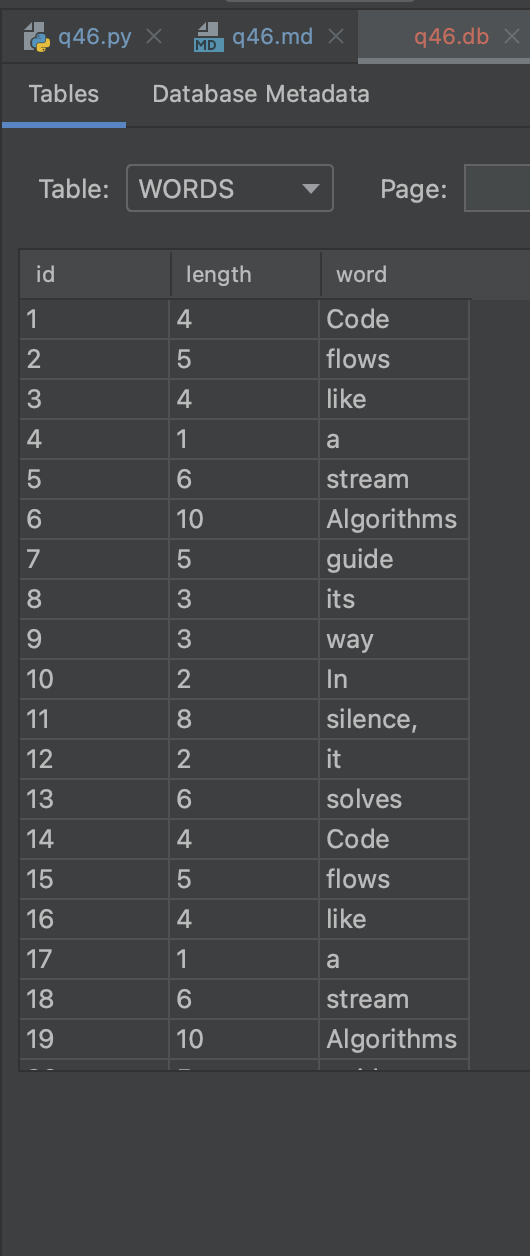 q46.py q46.md q46.db
MD
Tables Database Metadata
Table: WORDS Page:
id length word
1 4 Code
2 5 flows
3 4 like
4 1 a
5 6 stream
6 10 Algorithms
7 5 guide
8 3 its
9 3 way
10 2 In
11 8 silence,
12 2 it
13 6 solves
14 4 Code
15 5 flows
16 4 like
17 1 a
18 6 stream
19 10 Algorithms